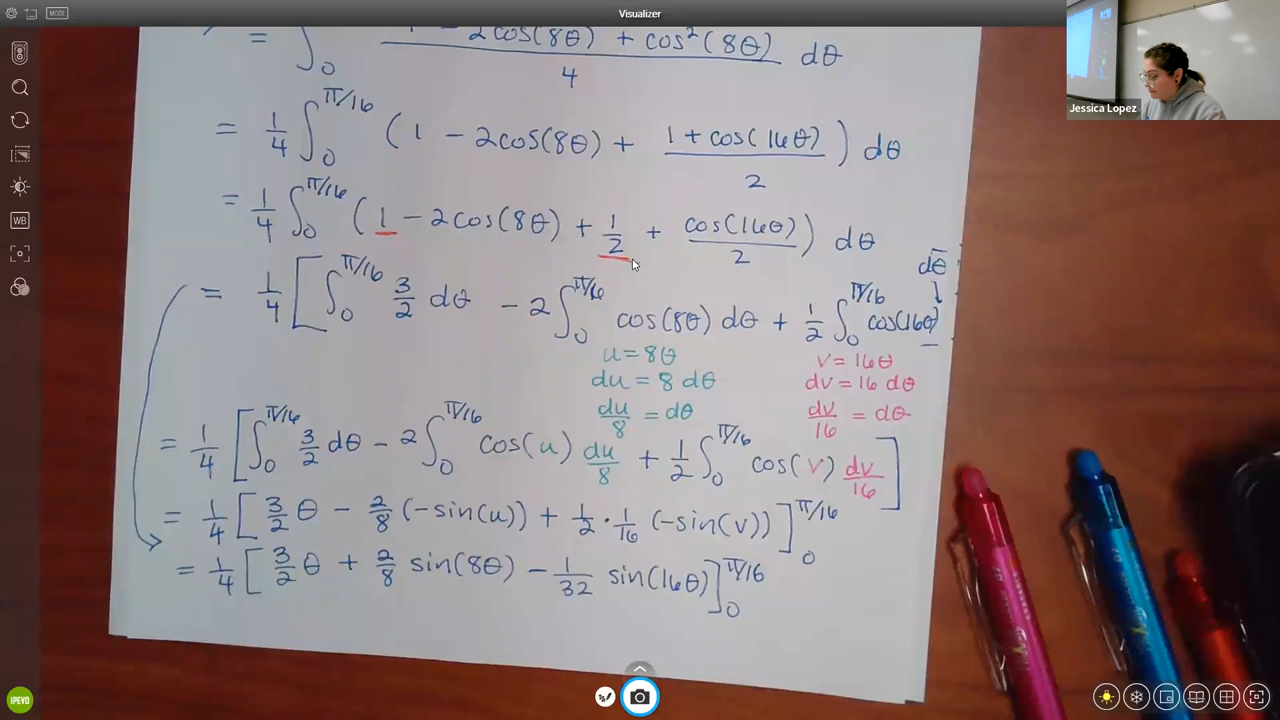 Visualizer
MODE
WB
Jessica Lopez
= ∫₀ 1 - 2cos(8θ) + cos²(8θ) / 4 dθ
= 1/4 ∫₀^π/16 (1 - 2cos(8θ) + (1 + cos(16θ))/2) dθ
= 1/4 ∫₀^π/16 (1 - 2cos(8θ) + 1/2 + cos(16θ)/2) dθ
dθ
= 1/4 [∫₀^π/16 3/2 dθ - 2 ∫₀^π/16 cos(8θ) dθ + 1/2 ∫₀^π/16 cos(16θ)
u = 8θ
du = 8 dθ
du/8 = dθ
v = 16θ
dv = 16 dθ
dv/16 = dθ
= 1/4 [∫₀^π/16 3/2 dθ - 2 ∫₀^π/16 cos(u) du/8 + 1/2 ∫₀^π/16 cos(v) dv/16]
= 1/4 [3/2 θ - 2/8 (-sin(u)) + 1/2 · 1/16 (-sin(v))]₀^π/16
= 1/4 [3/2 θ + 2/8 sin(8θ) - 1/32 sin(16θ)]₀^π/16
IPEVO